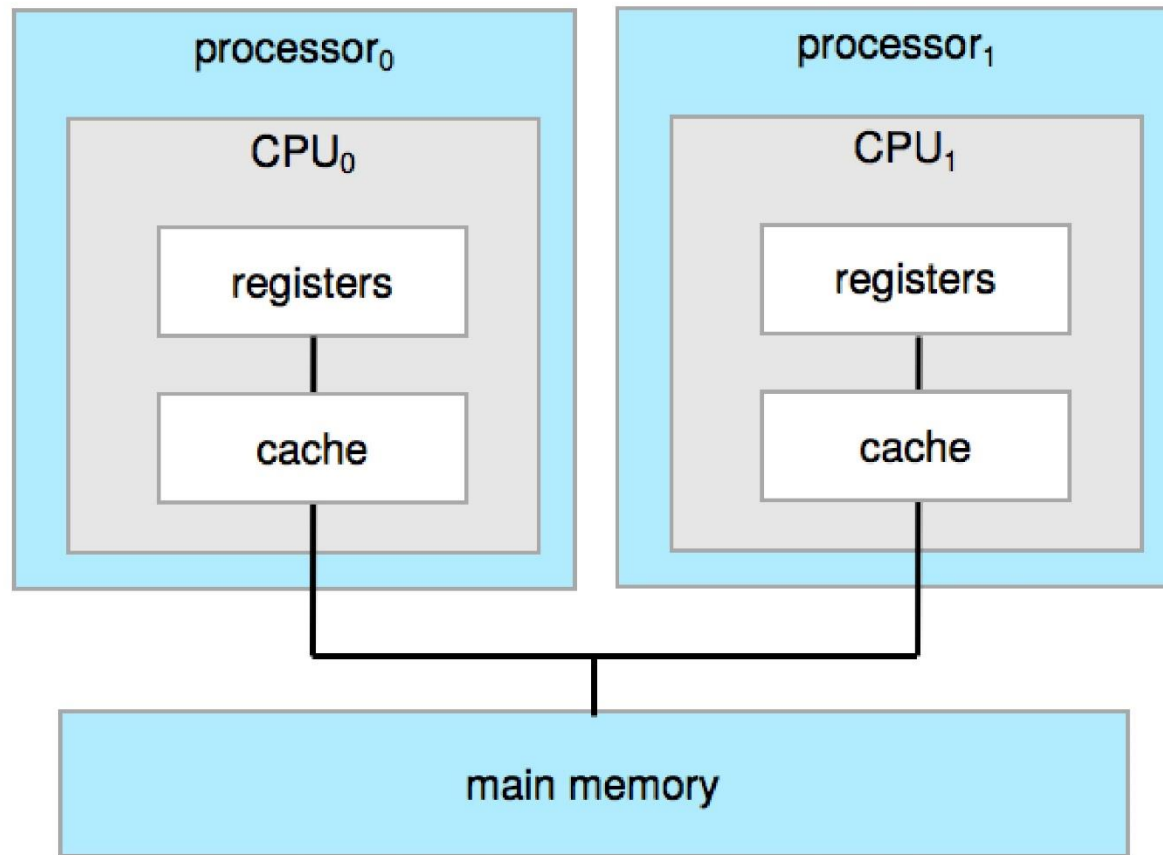 processor₀
CPU₀
registers
cache
processor₁
CPU₁
registers
cache
main memory